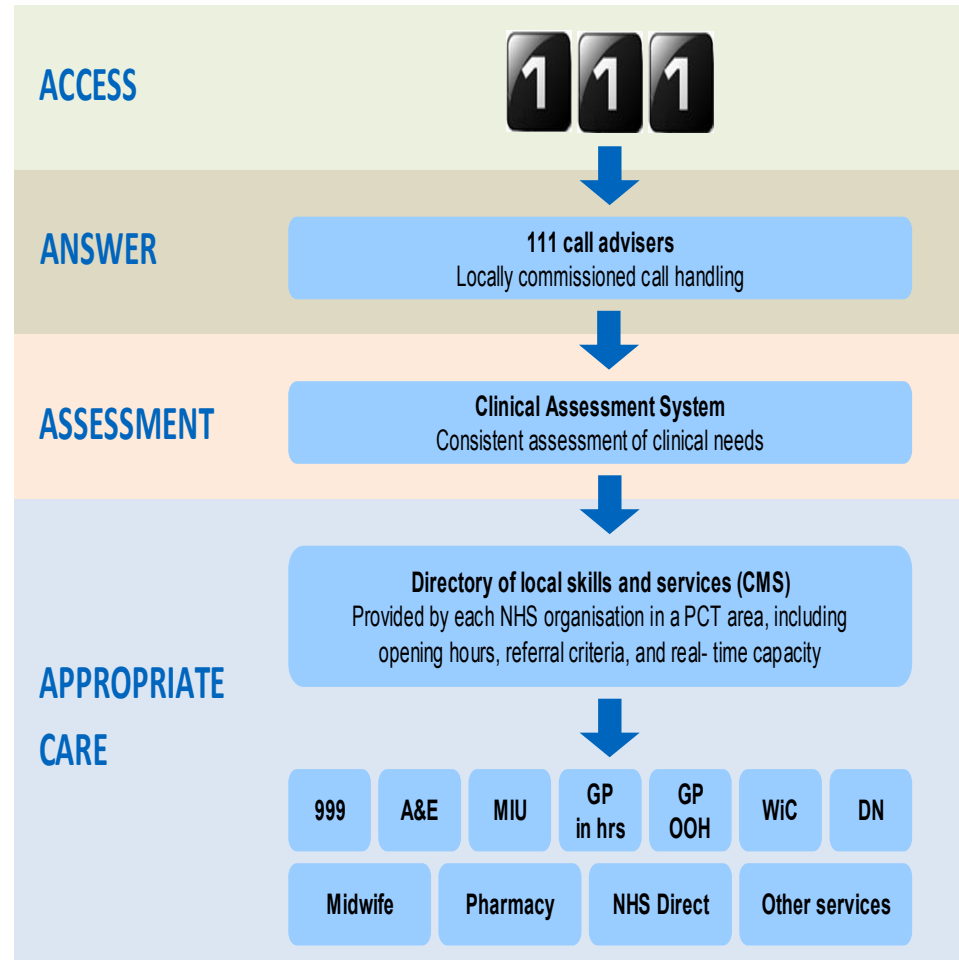 ACCESS
1 1 1
ANSWER
111 call advisers
Locally commissioned call handling
ASSESSMENT
Clinical Assessment System
Consistent assessment of clinical needs
APPROPRIATE
CARE
Directory of local skills and services (CMS)
Provided by each NHS organisation in a PCT area, including
opening hours, referral criteria, and real- time capacity
999
A&E
MIU
GP
in hrs
GP
OOH
WiC
DN
Midwife
Pharmacy
NHS Direct
Other services